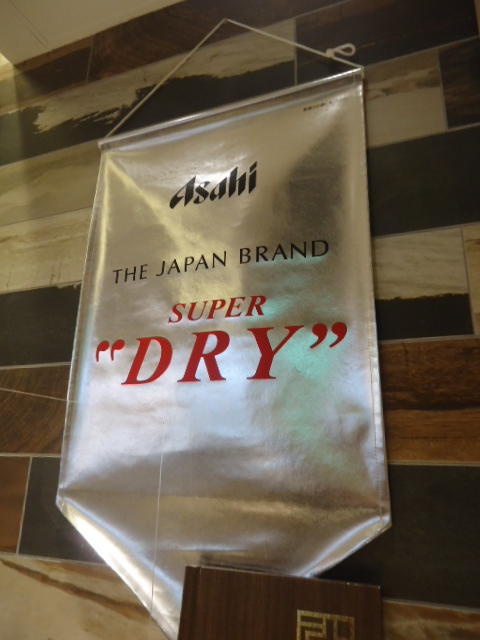 Asahi
THE JAPAN BRAND
SUPER
"DRY"